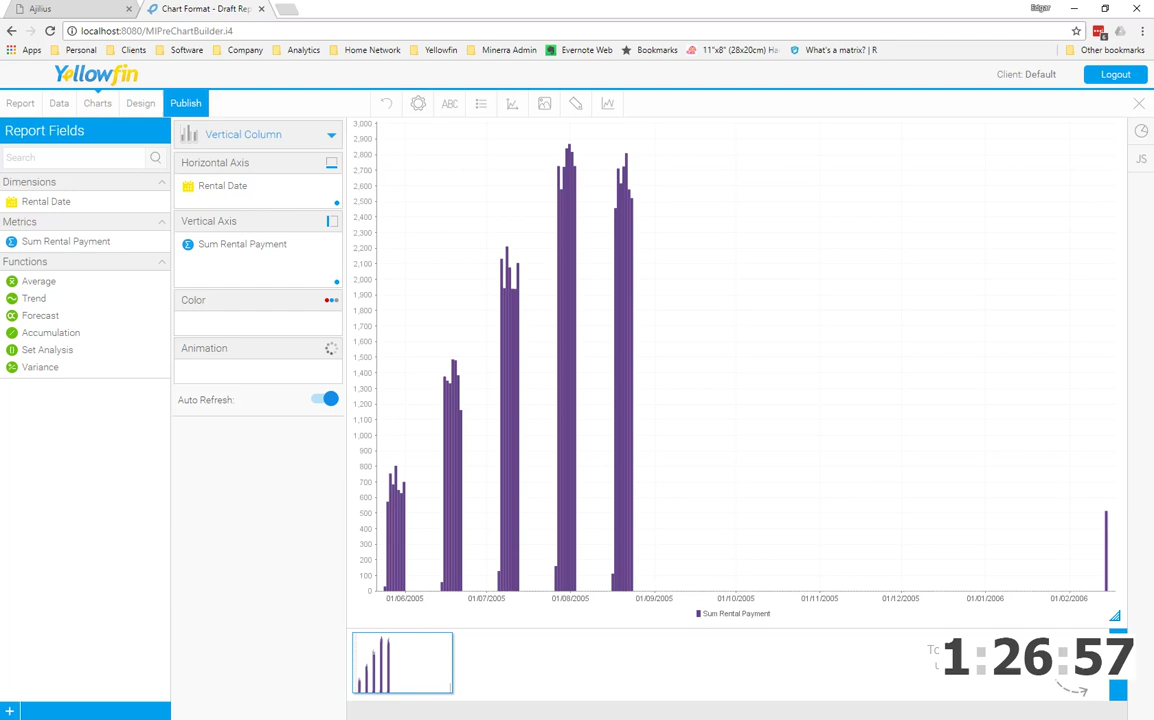 Ajilius
Chart Format - Draft Rep
Edgar
localhost:8080/MIPreChartBuilder.i4
Apps
Personal
Clients
Software
Company
Analytics
Home Network
Yellowfin
Minerra Admin
Evernote Web
Bookmarks
11"x8" (28x20cm) Ha
What's a matrix? | R
Other bookmarks
Yellowfin
Client: Default
Logout
Report
Data
Charts
Design
Publish
ABC
Report Fields
Search
Dimensions
Rental Date
Metrics
Sum Rental Payment
Functions
Average
Trend
Forecast
Accumulation
Set Analysis
Variance
Vertical Column
Horizontal Axis
Rental Date
Vertical Axis
Sum Rental Payment
Color
Animation
Auto Refresh:
JS
3,000
2,900
2,800
2,700
2,600
2,500
2,400
2,300
2,200
2,100
2,000
1,900
1,800
1,700
1,600
1,500
1,400
1,300
1,200
1,100
1,000
900
800
700
600
500
400
300
200
100
0
01/06/2005
01/07/2005
01/08/2005
01/09/2005
01/10/2005
01/11/2005
01/12/2005
01/01/2006
01/02/2006
Sum Rental Payment
1:26:57